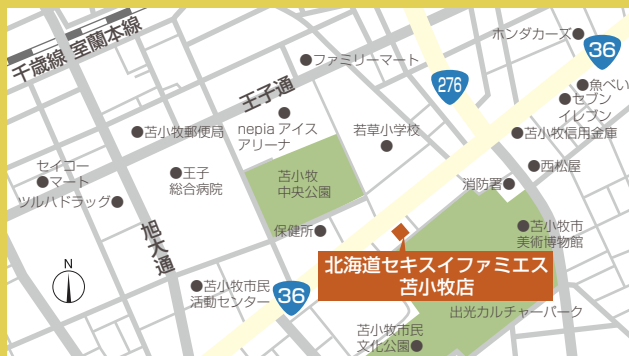 ホンダカーズ
36
千歳線
室蘭本線
ファミリーマート
276
魚べい
王子通
セブン
イレブン
苫小牧郵便局
nepia アイス
アリーナ
若草小学校
苫小牧信用金庫
セイコー
マート
王子
総合病院
苫小牧
中央公園
西松屋
消防署
ツルハドラッグ
旭大通
保健所
苫小牧市
美術博物館
N
北海道セキスイファミエス
苫小牧店
苫小牧市民
活動センター
36
出光カルチャーパーク
苫小牧市民
文化公園